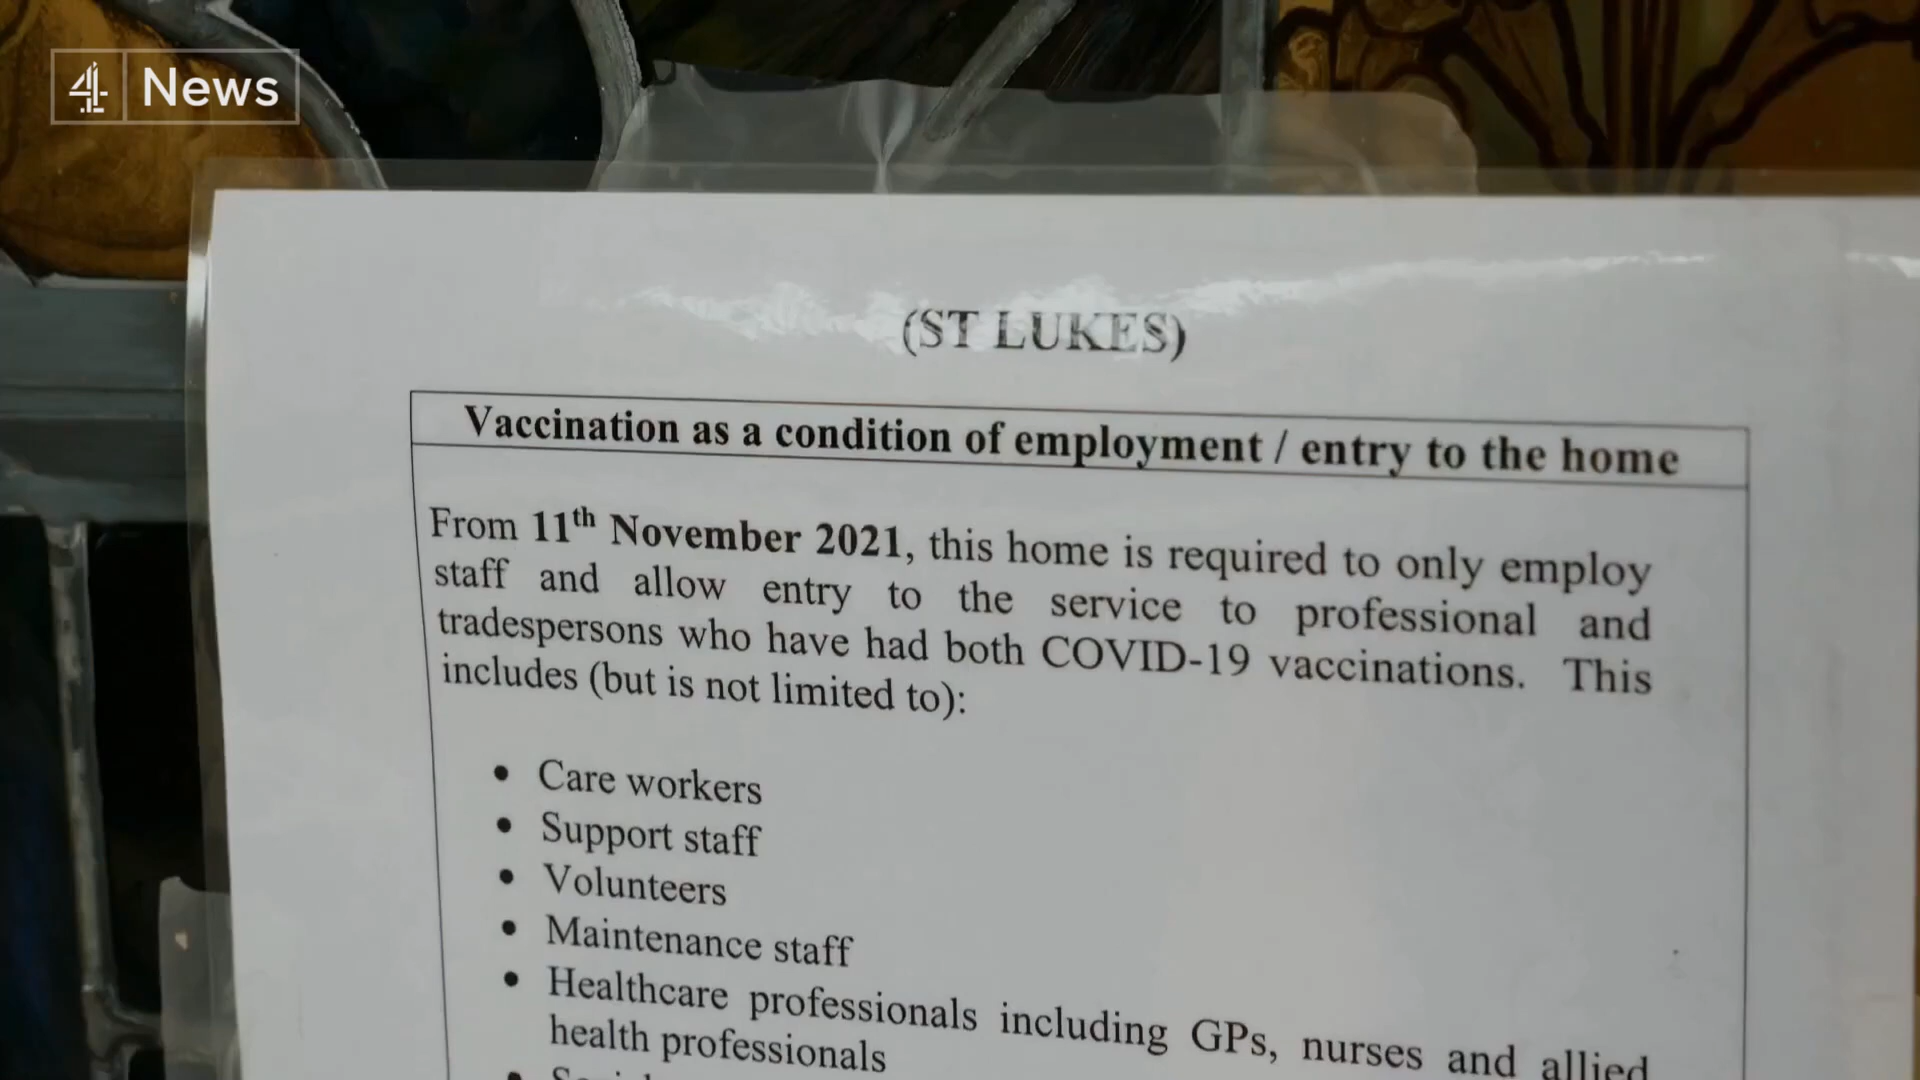 4 News
(ST LUKES)
Vaccination as a condition of employment / entry to the home
From 11th November 2021, this home is required to only employ
staff and allow entry to the service to professional and
tradespersons who have had both COVID-19 vaccinations. This
includes (but is not limited to):
• Care workers
• Support staff
• Volunteers
• Maintenance staff
• Healthcare professionals including GPs, nurses and allied
health professionals